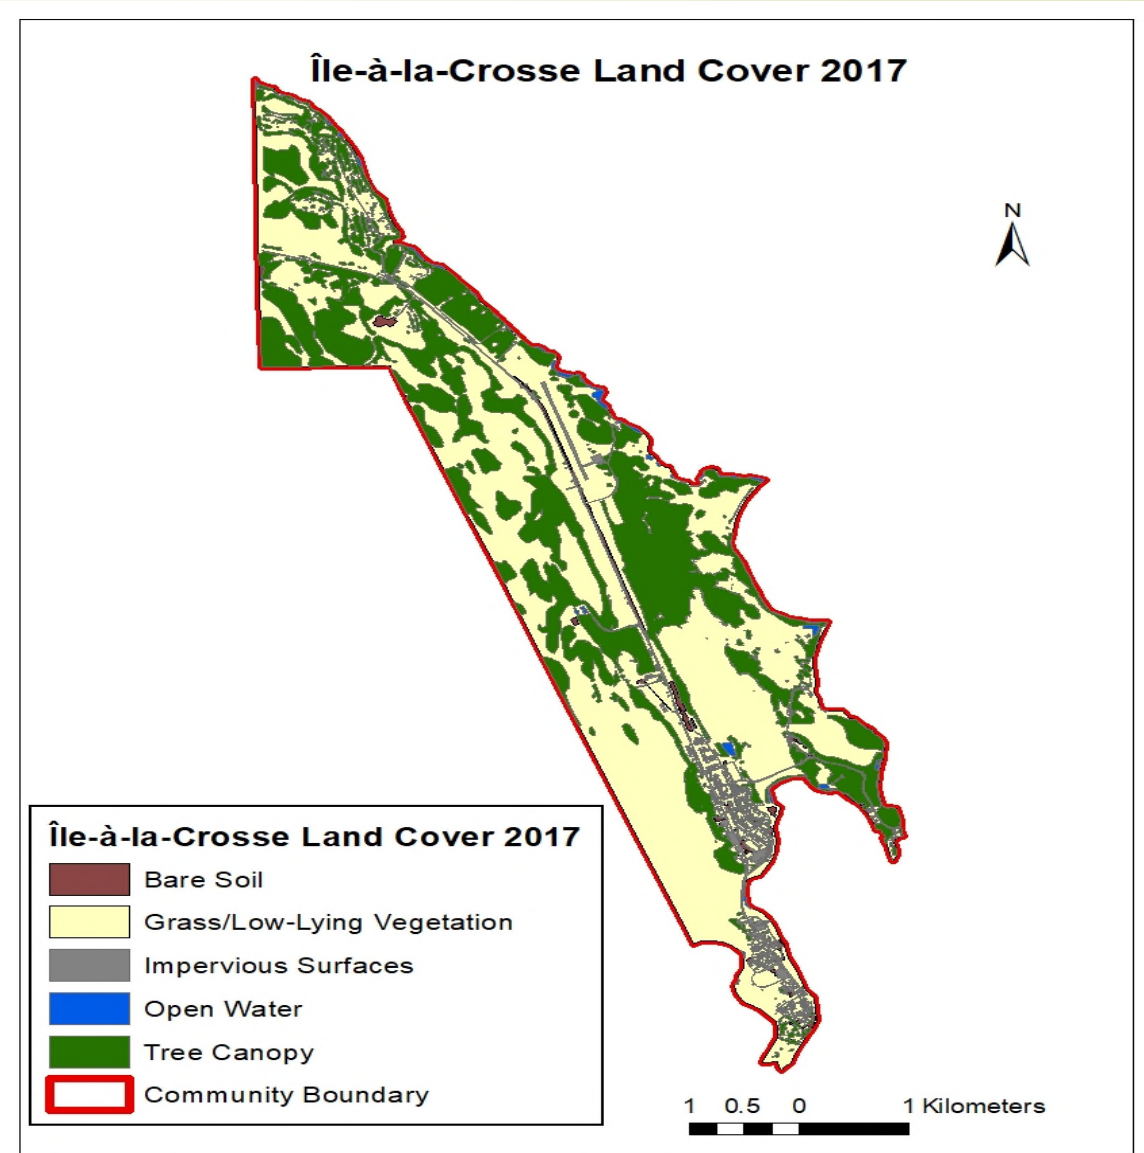 Île-à-la-Crosse Land Cover 2017
N
Île-à-la-Crosse Land Cover 2017
Bare Soil
Grass/Low-Lying Vegetation
Impervious Surfaces
Open Water
Tree Canopy
Community Boundary
1 0.5 0 1 Kilometers